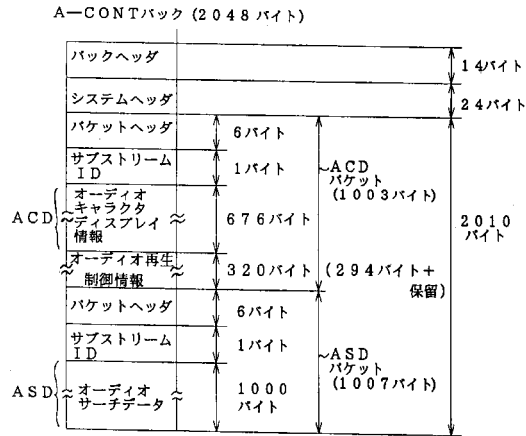 A―CONTパック(2048バイト)
パックヘッダ
14バイト
システムヘッダ
24バイト
パケットヘッダ
6バイト
サブストリーム
ID
1バイト
~ACD
パケット
(1003バイト)
ACD
オーディオ
キャラクタ
ディスプレイ
情報
676バイト
2010
バイト
オーディオ再生
制御情報
320バイト
(294バイト+
保留)
パケットヘッダ
6バイト
サブストリーム
ID
1バイト
~ASD
パケット
(1007バイト)
ASD
オーディオ
サーチデータ
1000
バイト